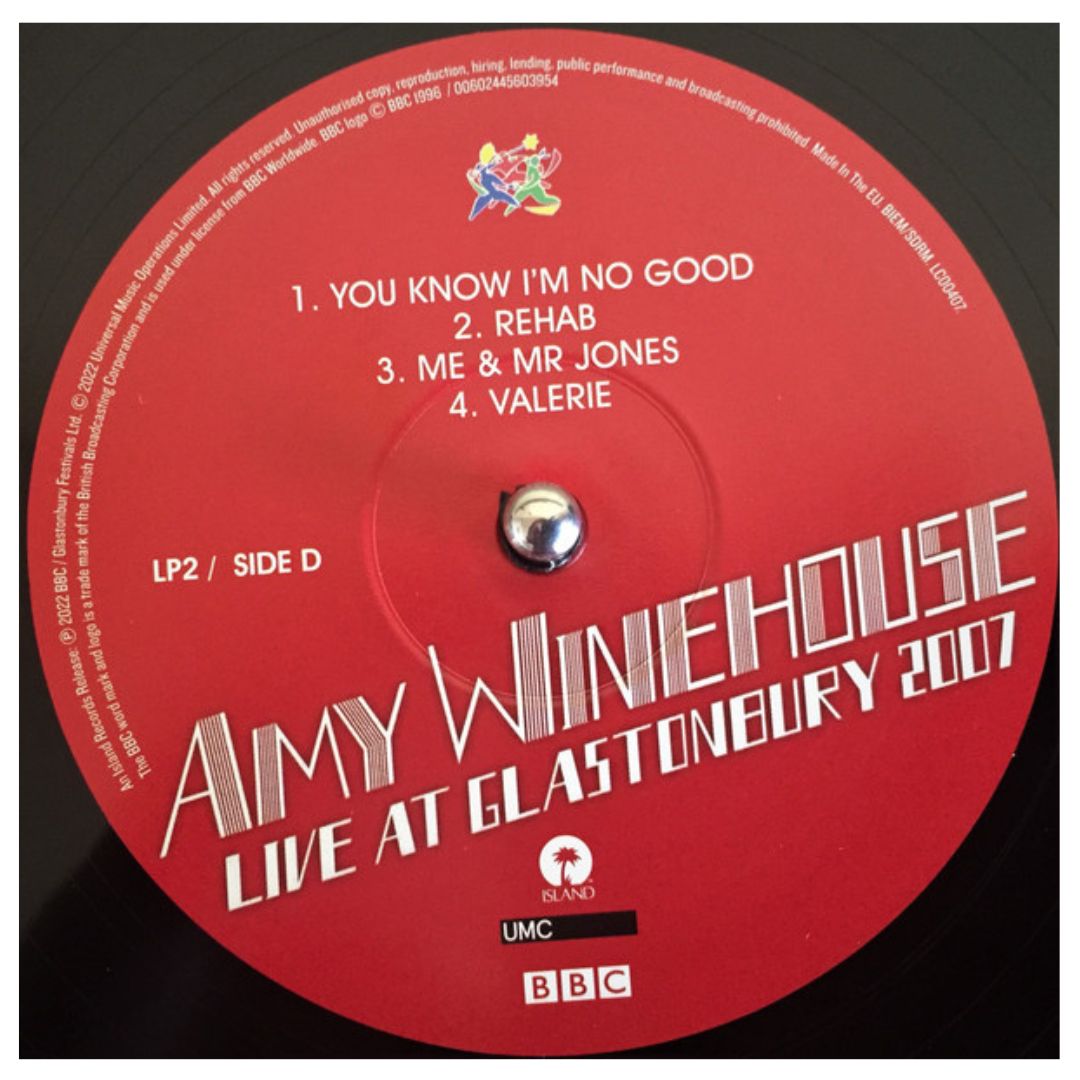 An Island Records Release: ℗ 2022 BBC / Glastonbury Festivals Ltd. © 2022 Universal Music Operations Limited. All rights reserved. Unauthorised copy, reproduction, hiring, lending, public performance and broadcasting prohibited. Made In The EU. BIEM/SDRM. LC00407.
The BBC word mark and logo is a trade mark of the British Broadcasting Corporation and is used under license from BBC Worldwide. BBC logo © BBC 1996 / 00602445603954
1. YOU KNOW I'M NO GOOD
2. REHAB
3. ME & MR JONES
4. VALERIE
LP2 / SIDE D
AMY WINEHOUSE
LIVE AT GLASTONBURY 2007
ISLAND
UMC
BBC